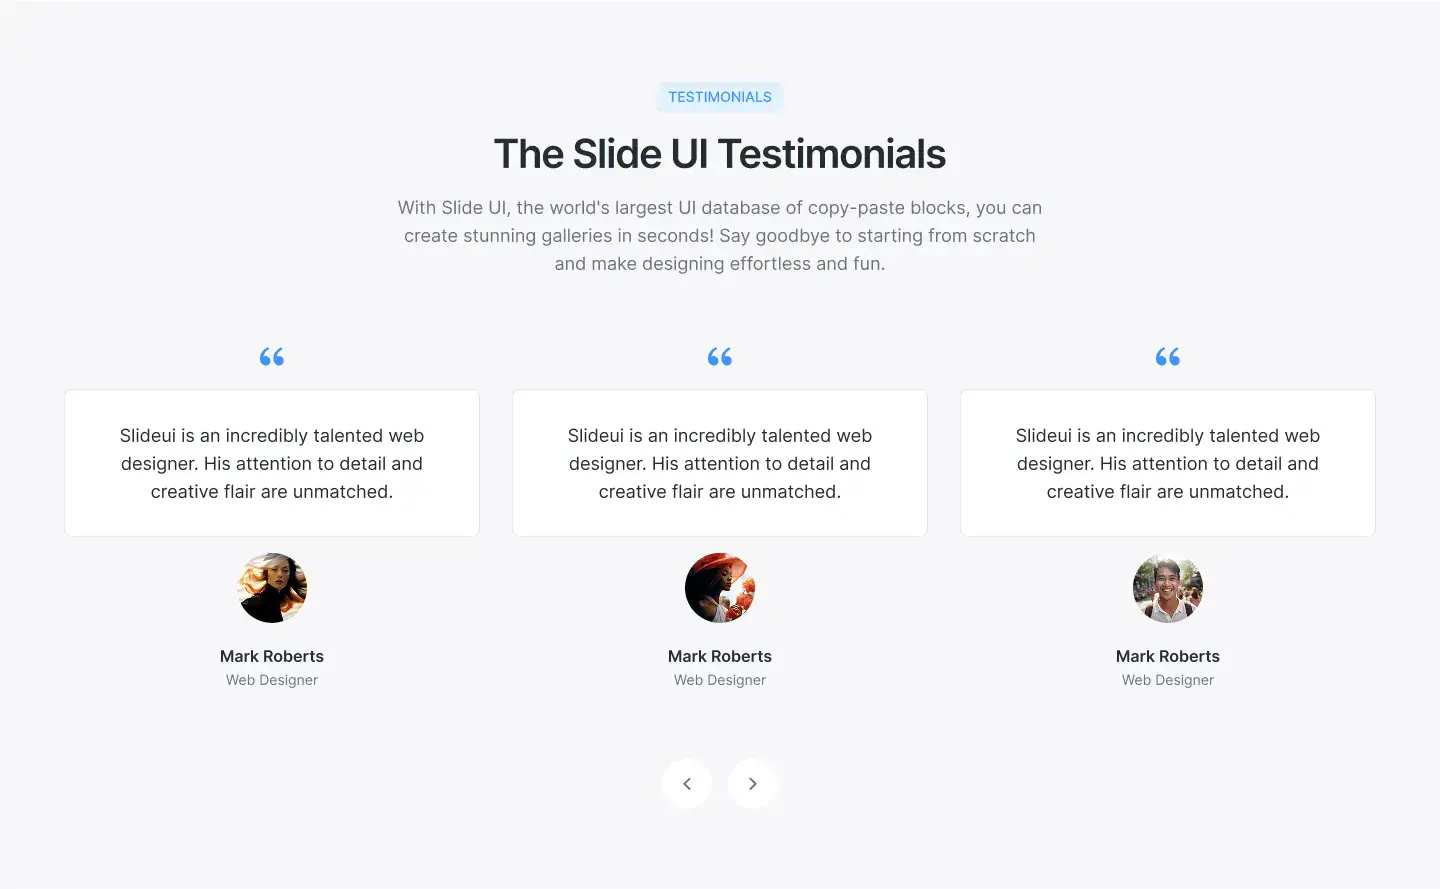 TESTIMONIALS
The Slide UI Testimonials
With Slide UI, the world's largest UI database of copy-paste blocks, you can
create stunning galleries in seconds! Say goodbye to starting from scratch
and make designing effortless and fun.
Slideui is an incredibly talented web
designer. His attention to detail and
creative flair are unmatched.
Mark Roberts
Web Designer
Slideui is an incredibly talented web
designer. His attention to detail and
creative flair are unmatched.
Mark Roberts
Web Designer
Slideui is an incredibly talented web
designer. His attention to detail and
creative flair are unmatched.
Mark Roberts
Web Designer